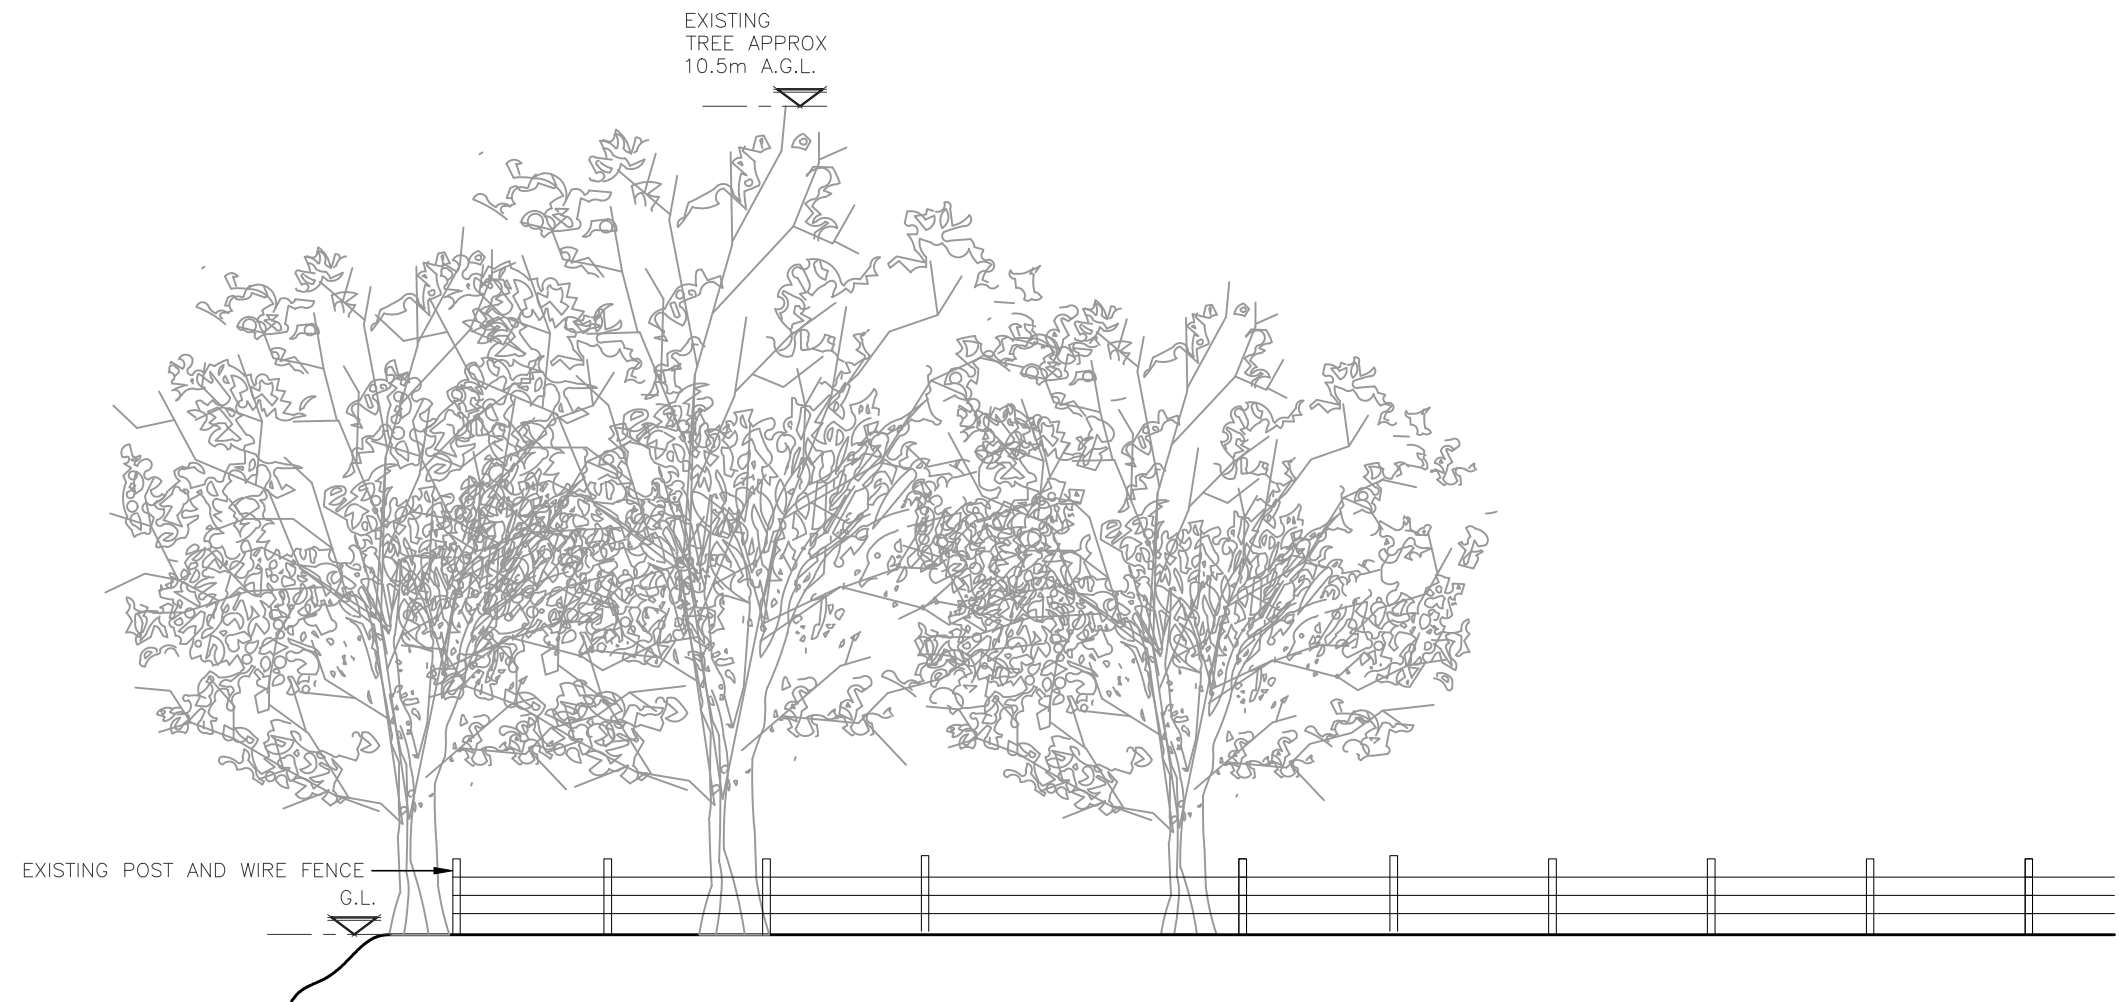 EXISTING
TREE APPROX
10.5m A.G.L.
EXISTING POST AND WIRE FENCE
G.L.